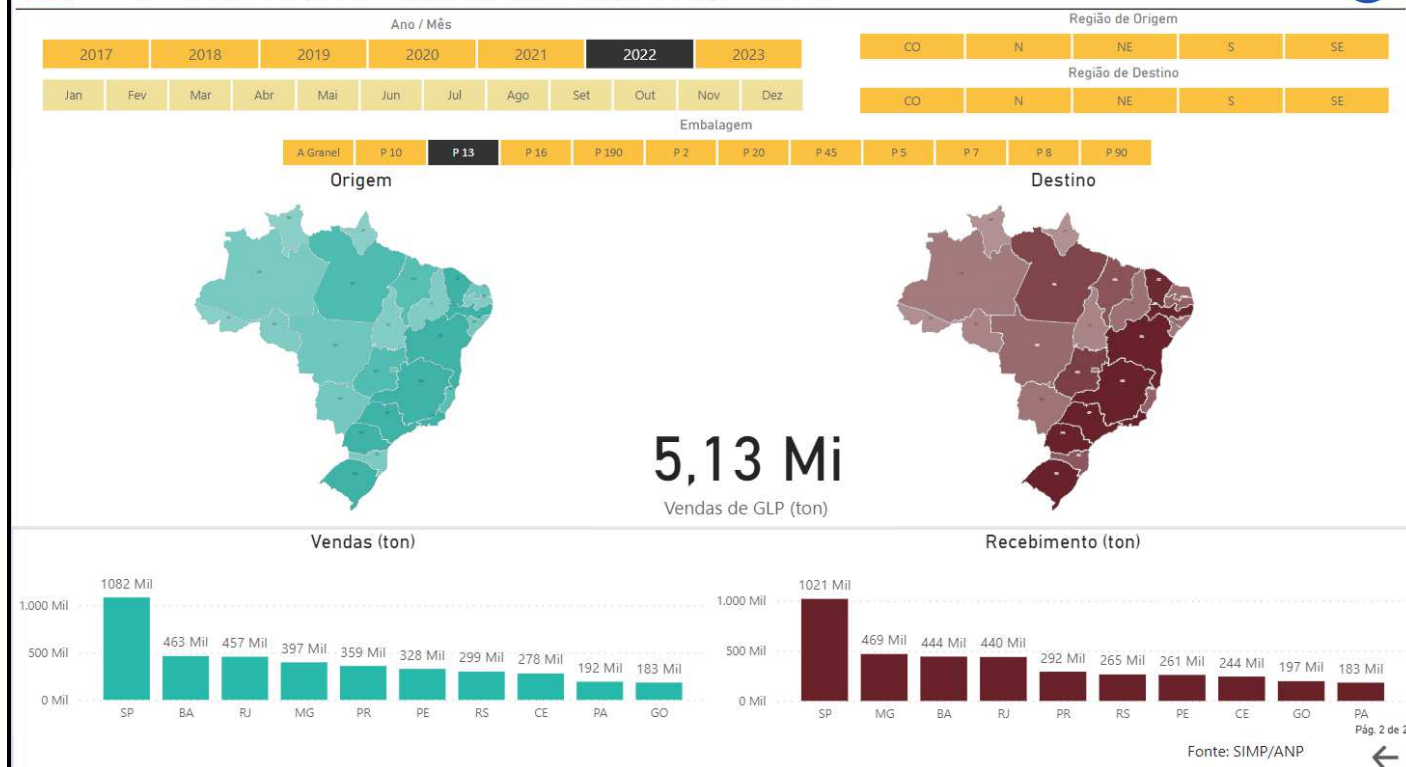 Ano / Mês
Região de Origem
2017 2018 2019 2020 2021 2022 2023
CO N NE S SE
Região de Destino
Jan Fev Mar Abr Mai Jun Jul Ago Set Out Nov Dez
CO N NE S SE
Embalagem
A Granel P 10 P 13 P 16 P 190 P 2 P 20 P 45 P 5 P 7 P 8 P 90
Origem
Destino
5,13 Mi
Vendas de GLP (ton)
Vendas (ton)
1.000 Mil
500 Mil
0 Mil
1082 Mil 463 Mil 457 Mil 397 Mil 359 Mil 328 Mil 299 Mil 278 Mil 192 Mil 183 Mil
SP BA RJ MG PR PE RS CE PA GO
Recebimento (ton)
1.000 Mil
500 Mil
0 Mil
1021 Mil 469 Mil 444 Mil 440 Mil 292 Mil 265 Mil 261 Mil 244 Mil 197 Mil 183 Mil
SP MG BA RJ PR RS PE CE GO PA
Pág. 2 de 2
Fonte: SIMP/ANP